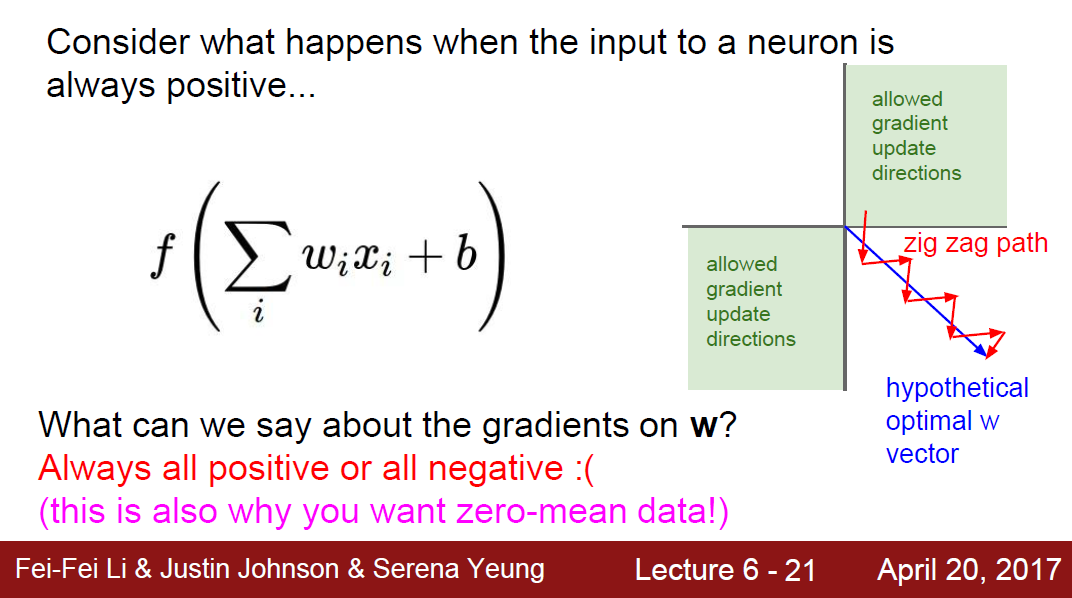 Consider what happens when the input to a neuron is
always positive...
allowed
gradient
update
directions
f(∑_i w_i x_i + b)
zig zag path
allowed
gradient
update
directions
hypothetical
optimal w
vector
What can we say about the gradients on w?
Always all positive or all negative :(
(this is also why you want zero-mean data!)
Fei-Fei Li & Justin Johnson & Serena Yeung
Lecture 6 - 21
April 20, 2017